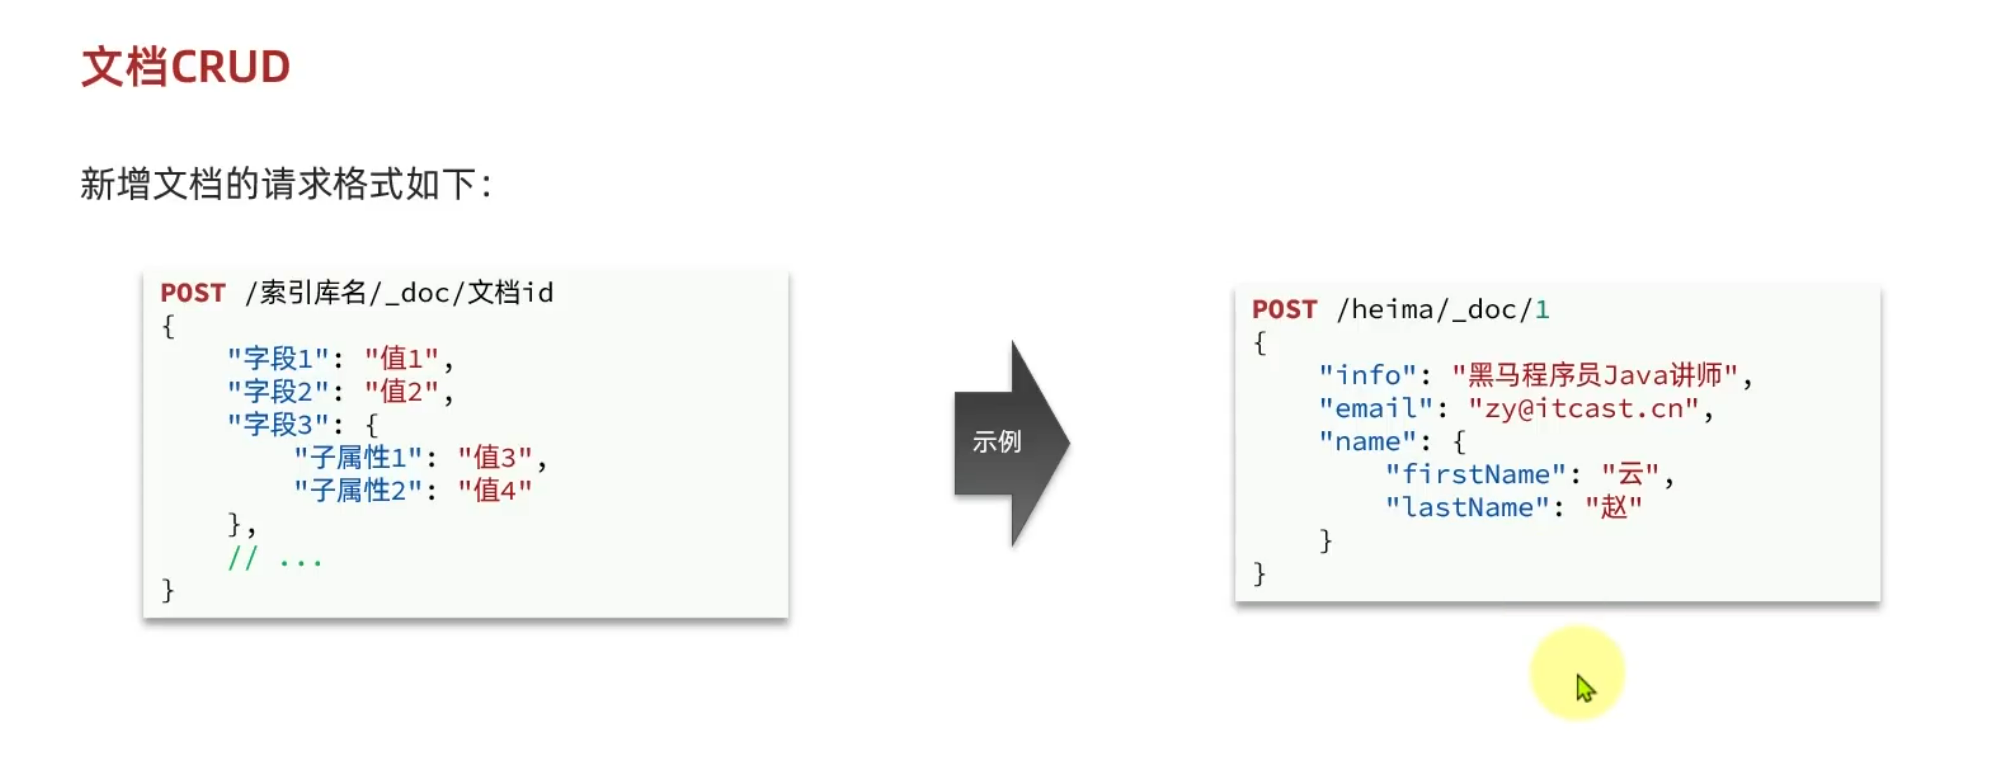 文档CRUD
新增文档的请求格式如下：
POST /索引库名/_doc/文档id
{
    "字段1": "值1",
    "字段2": "值2",
    "字段3": {
        "子属性1": "值3",
        "子属性2": "值4"
    },
    // ...
}
示例
POST /heima/_doc/1
{
    "info": "黑马程序员Java讲师",
    "email": "zy@itcast.cn",
    "name": {
        "firstName": "云",
        "lastName": "赵"
    }
}